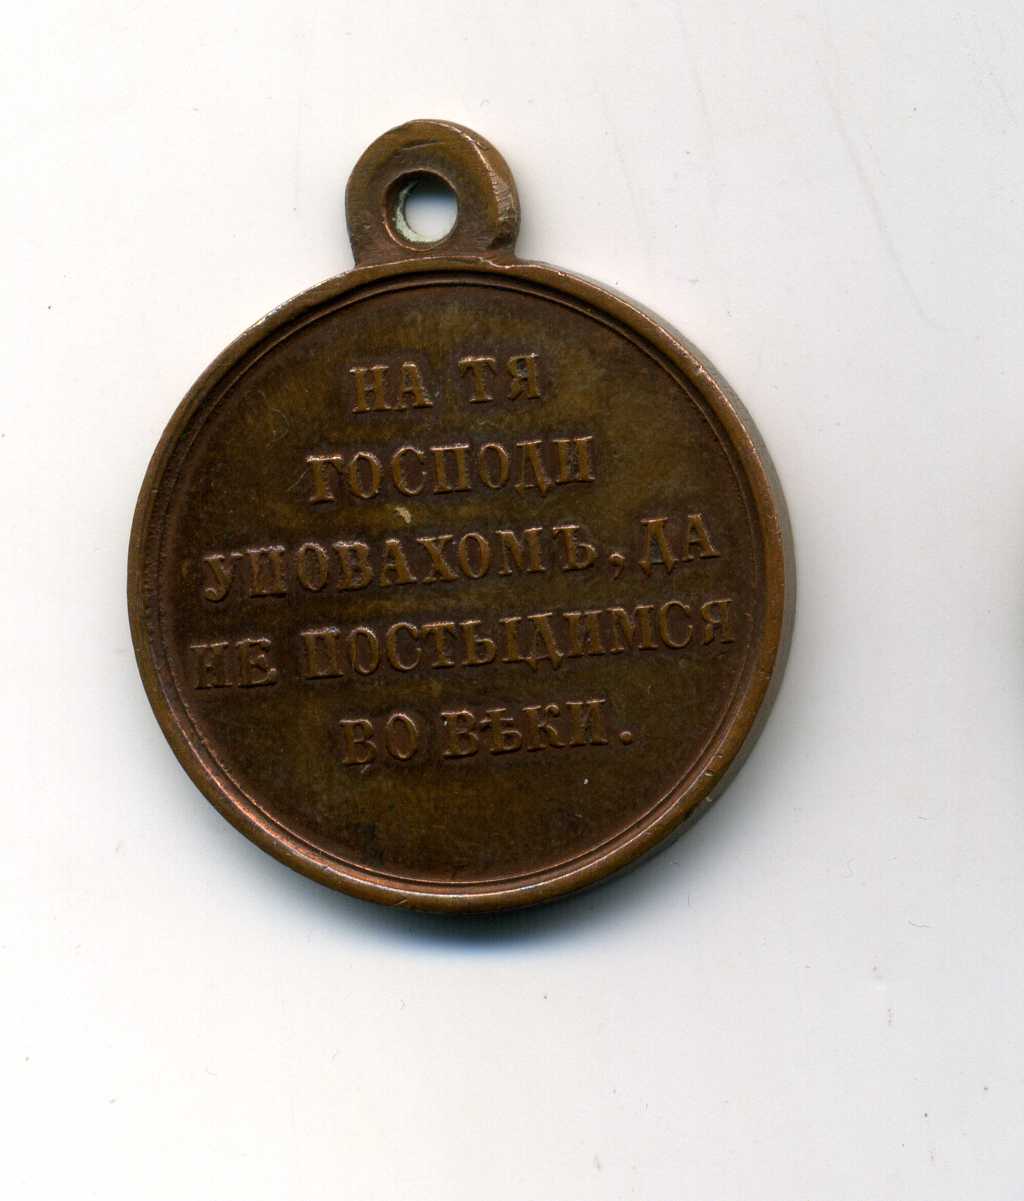 НА ТЯ
ГОСПОДИ
УПОВАХОМЪ, ДА
НЕ ПОСТЫДИМСЯ
ВО ВѢКИ.